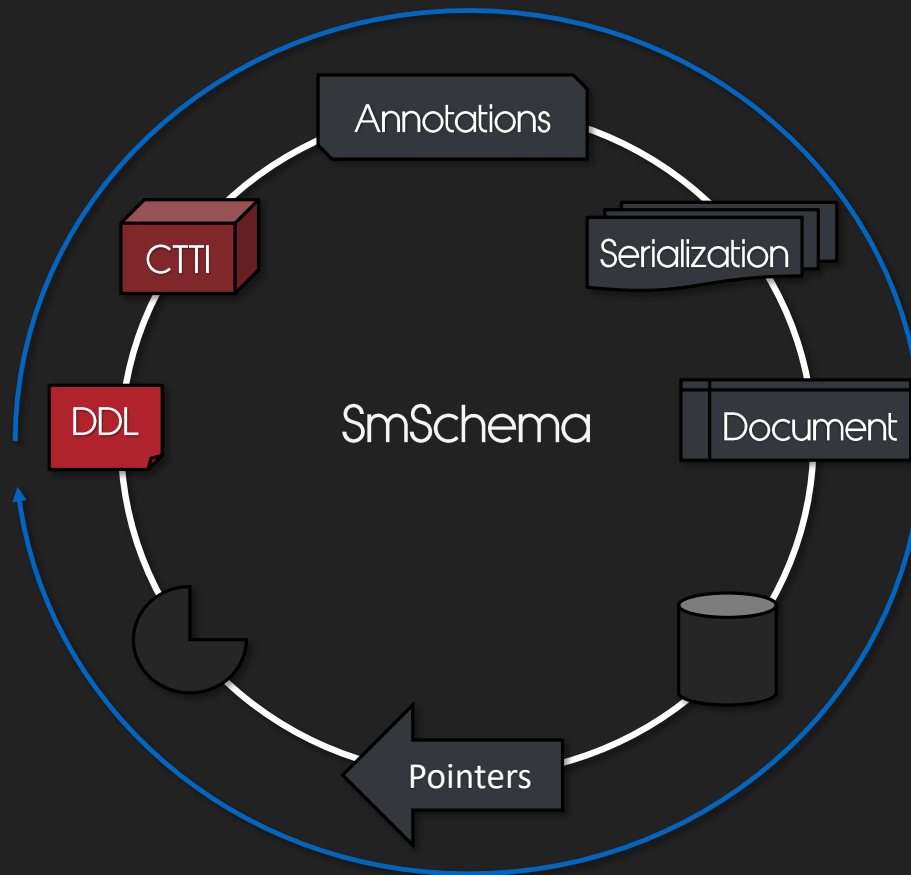 Annotations
CTTI
Serialization
DDL
SmSchema
Document
Pointers